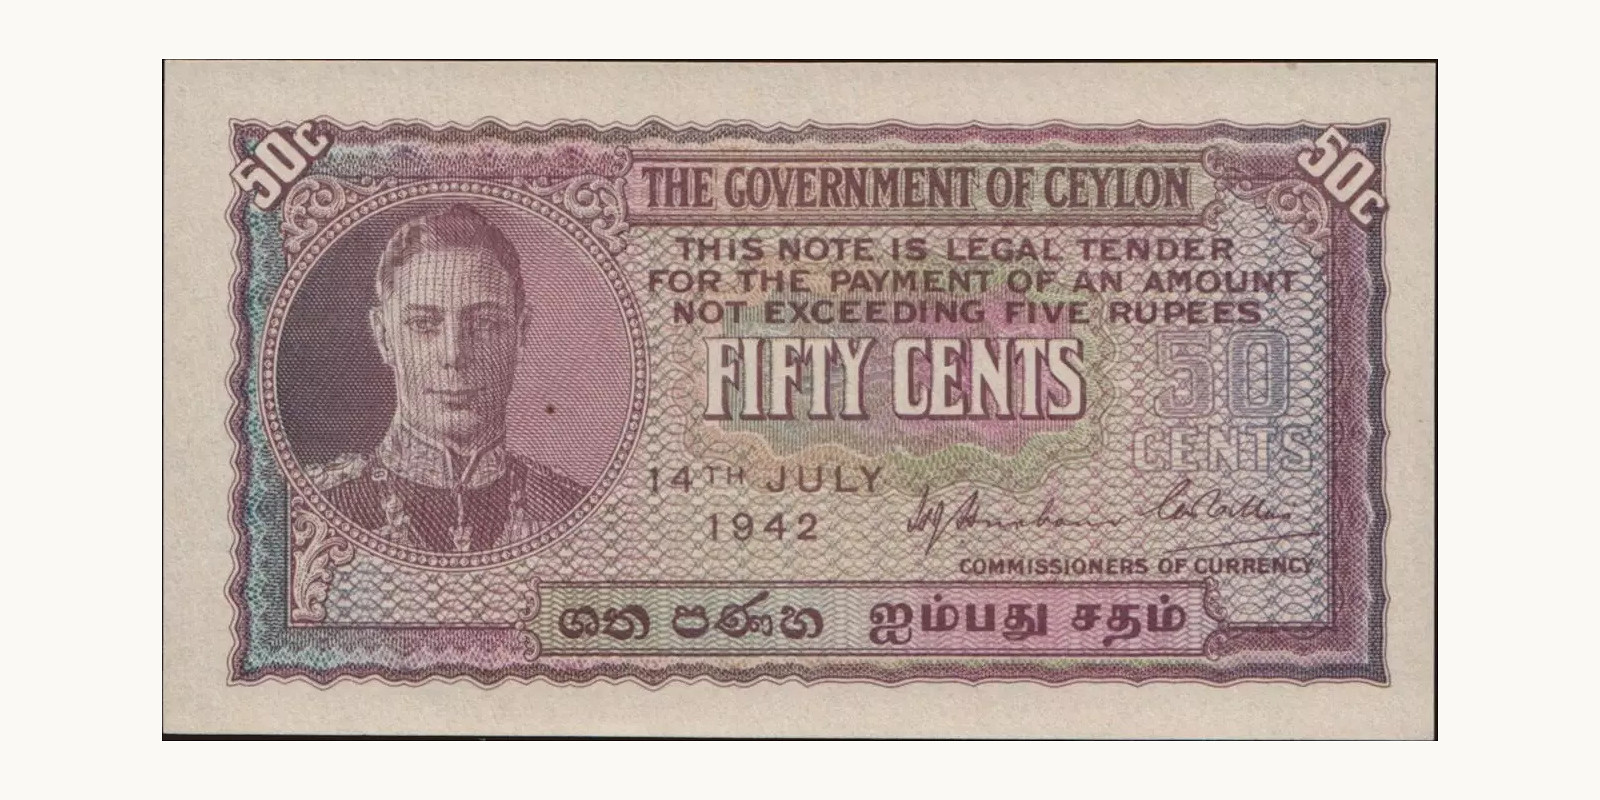 50c
50c
THE GOVERNMENT OF CEYLON
THIS NOTE IS LEGAL TENDER
FOR THE PAYMENT OF AN AMOUNT
NOT EXCEEDING FIVE RUPEES
FIFTY CENTS
50
CENTS
14TH JULY
1942
COMMISSIONERS OF CURRENCY
ශත පණහ ஐம்பது சதம்